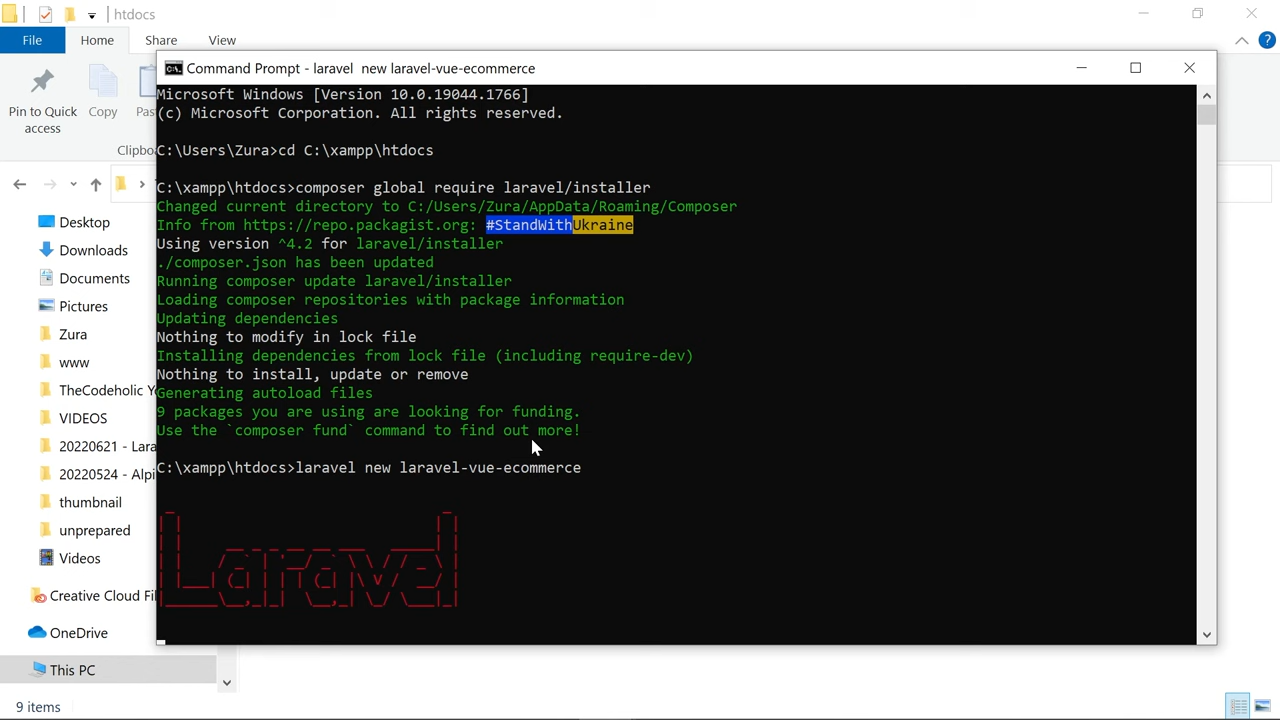 htdocs
File Home Share View
Command Prompt - laravel  new laravel-vue-ecommerce
Pin to Quick access
Copy
Pas
Clipbo
Microsoft Windows [Version 10.0.19044.1766]
(c) Microsoft Corporation. All rights reserved.
C:\Users\Zura>cd C:\xampp\htdocs
C:\xampp\htdocs>composer global require laravel/installer
Changed current directory to C:/Users/Zura/AppData/Roaming/Composer
Info from https://repo.packagist.org: #StandWithUkraine
Using version ^4.2 for laravel/installer
./composer.json has been updated
Running composer update laravel/installer
Loading composer repositories with package information
Updating dependencies
Nothing to modify in lock file
Installing dependencies from lock file (including require-dev)
Nothing to install, update or remove
Generating autoload files
9 packages you are using are looking for funding.
Use the `composer fund` command to find out more!
C:\xampp\htdocs>laravel new laravel-vue-ecommerce
Laravel
Desktop
Downloads
Documents
Pictures
Zura
www
TheCodeholic Y
VIDEOS
20220621 - Lara
20220524 - Alpi
thumbnail
unprepared
Videos
Creative Cloud Fil
OneDrive
This PC
9 items